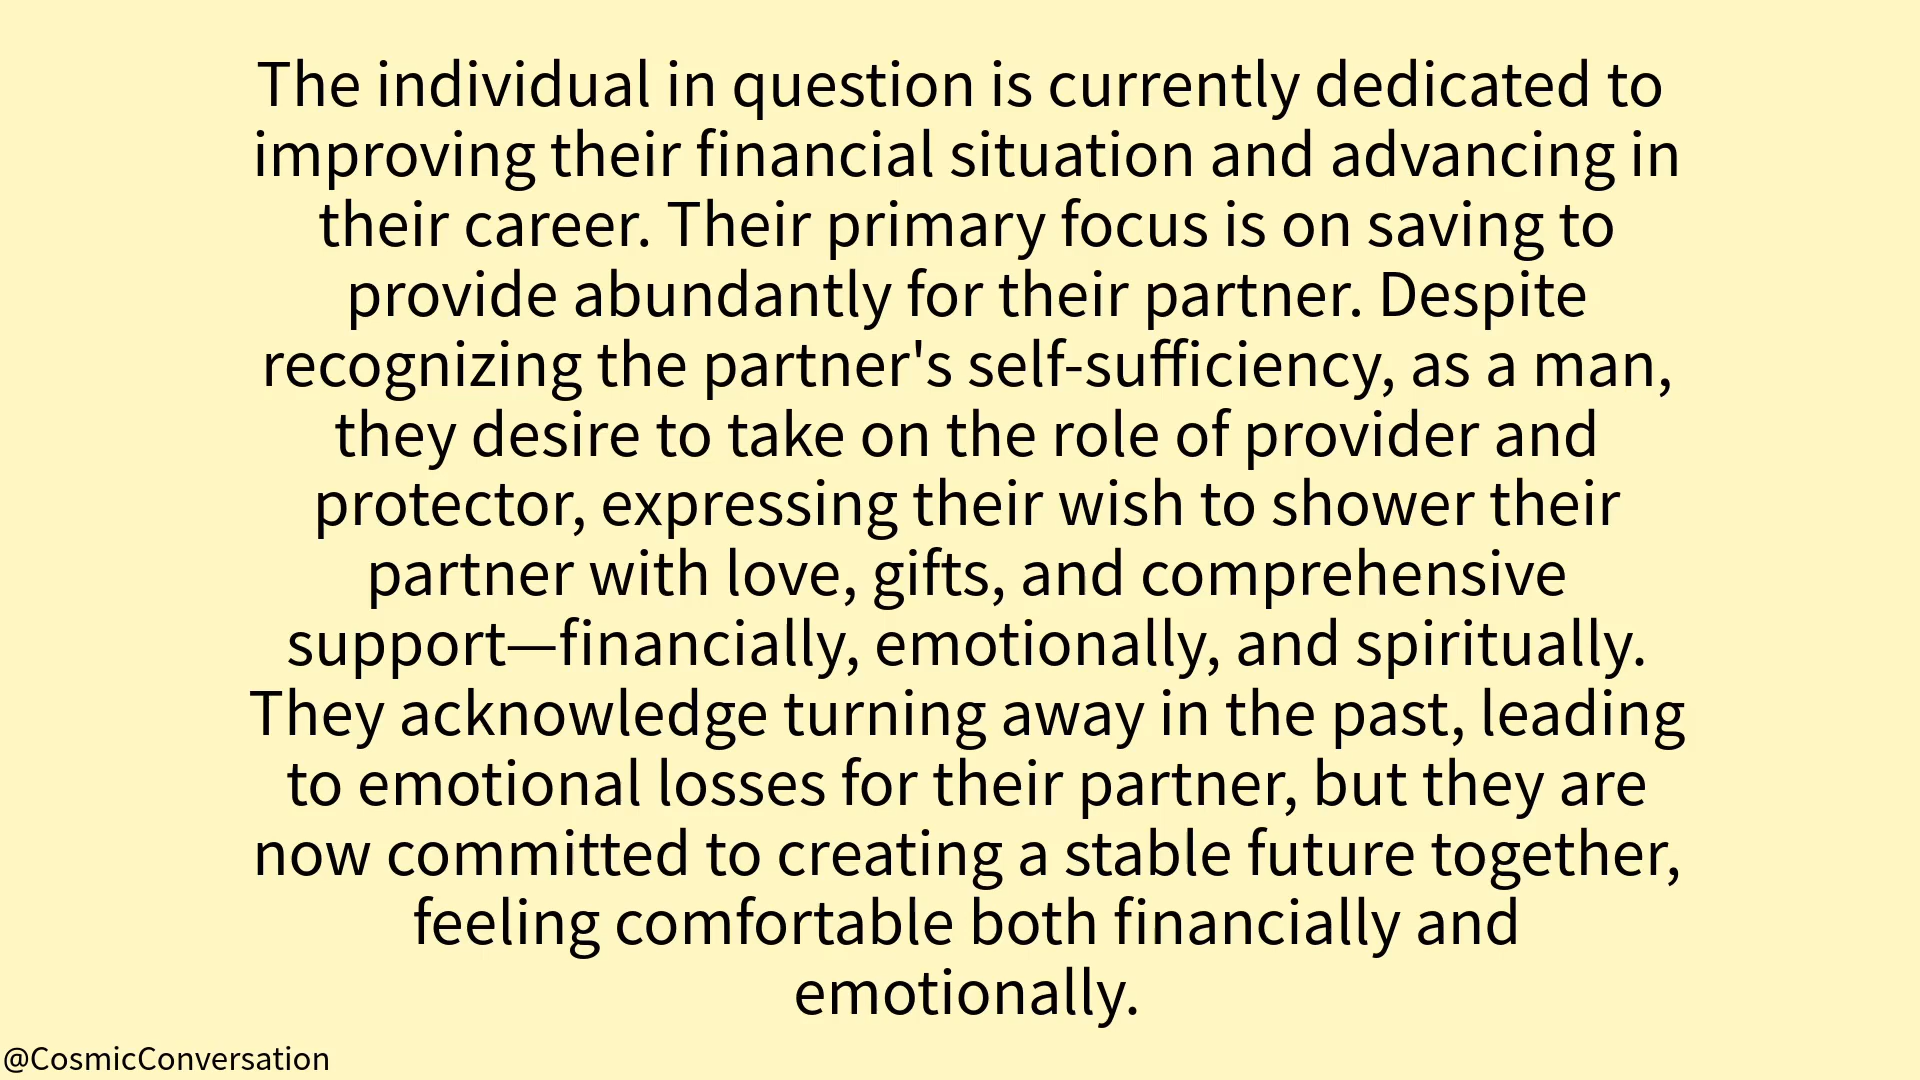 The individual in question is currently dedicated to
improving their financial situation and advancing in
their career. Their primary focus is on saving to
provide abundantly for their partner. Despite
recognizing the partner's self-sufficiency, as a man,
they desire to take on the role of provider and
protector, expressing their wish to shower their
partner with love, gifts, and comprehensive
support—financially, emotionally, and spiritually.
They acknowledge turning away in the past, leading
to emotional losses for their partner, but they are
now committed to creating a stable future together,
feeling comfortable both financially and
emotionally.
@CosmicConversation